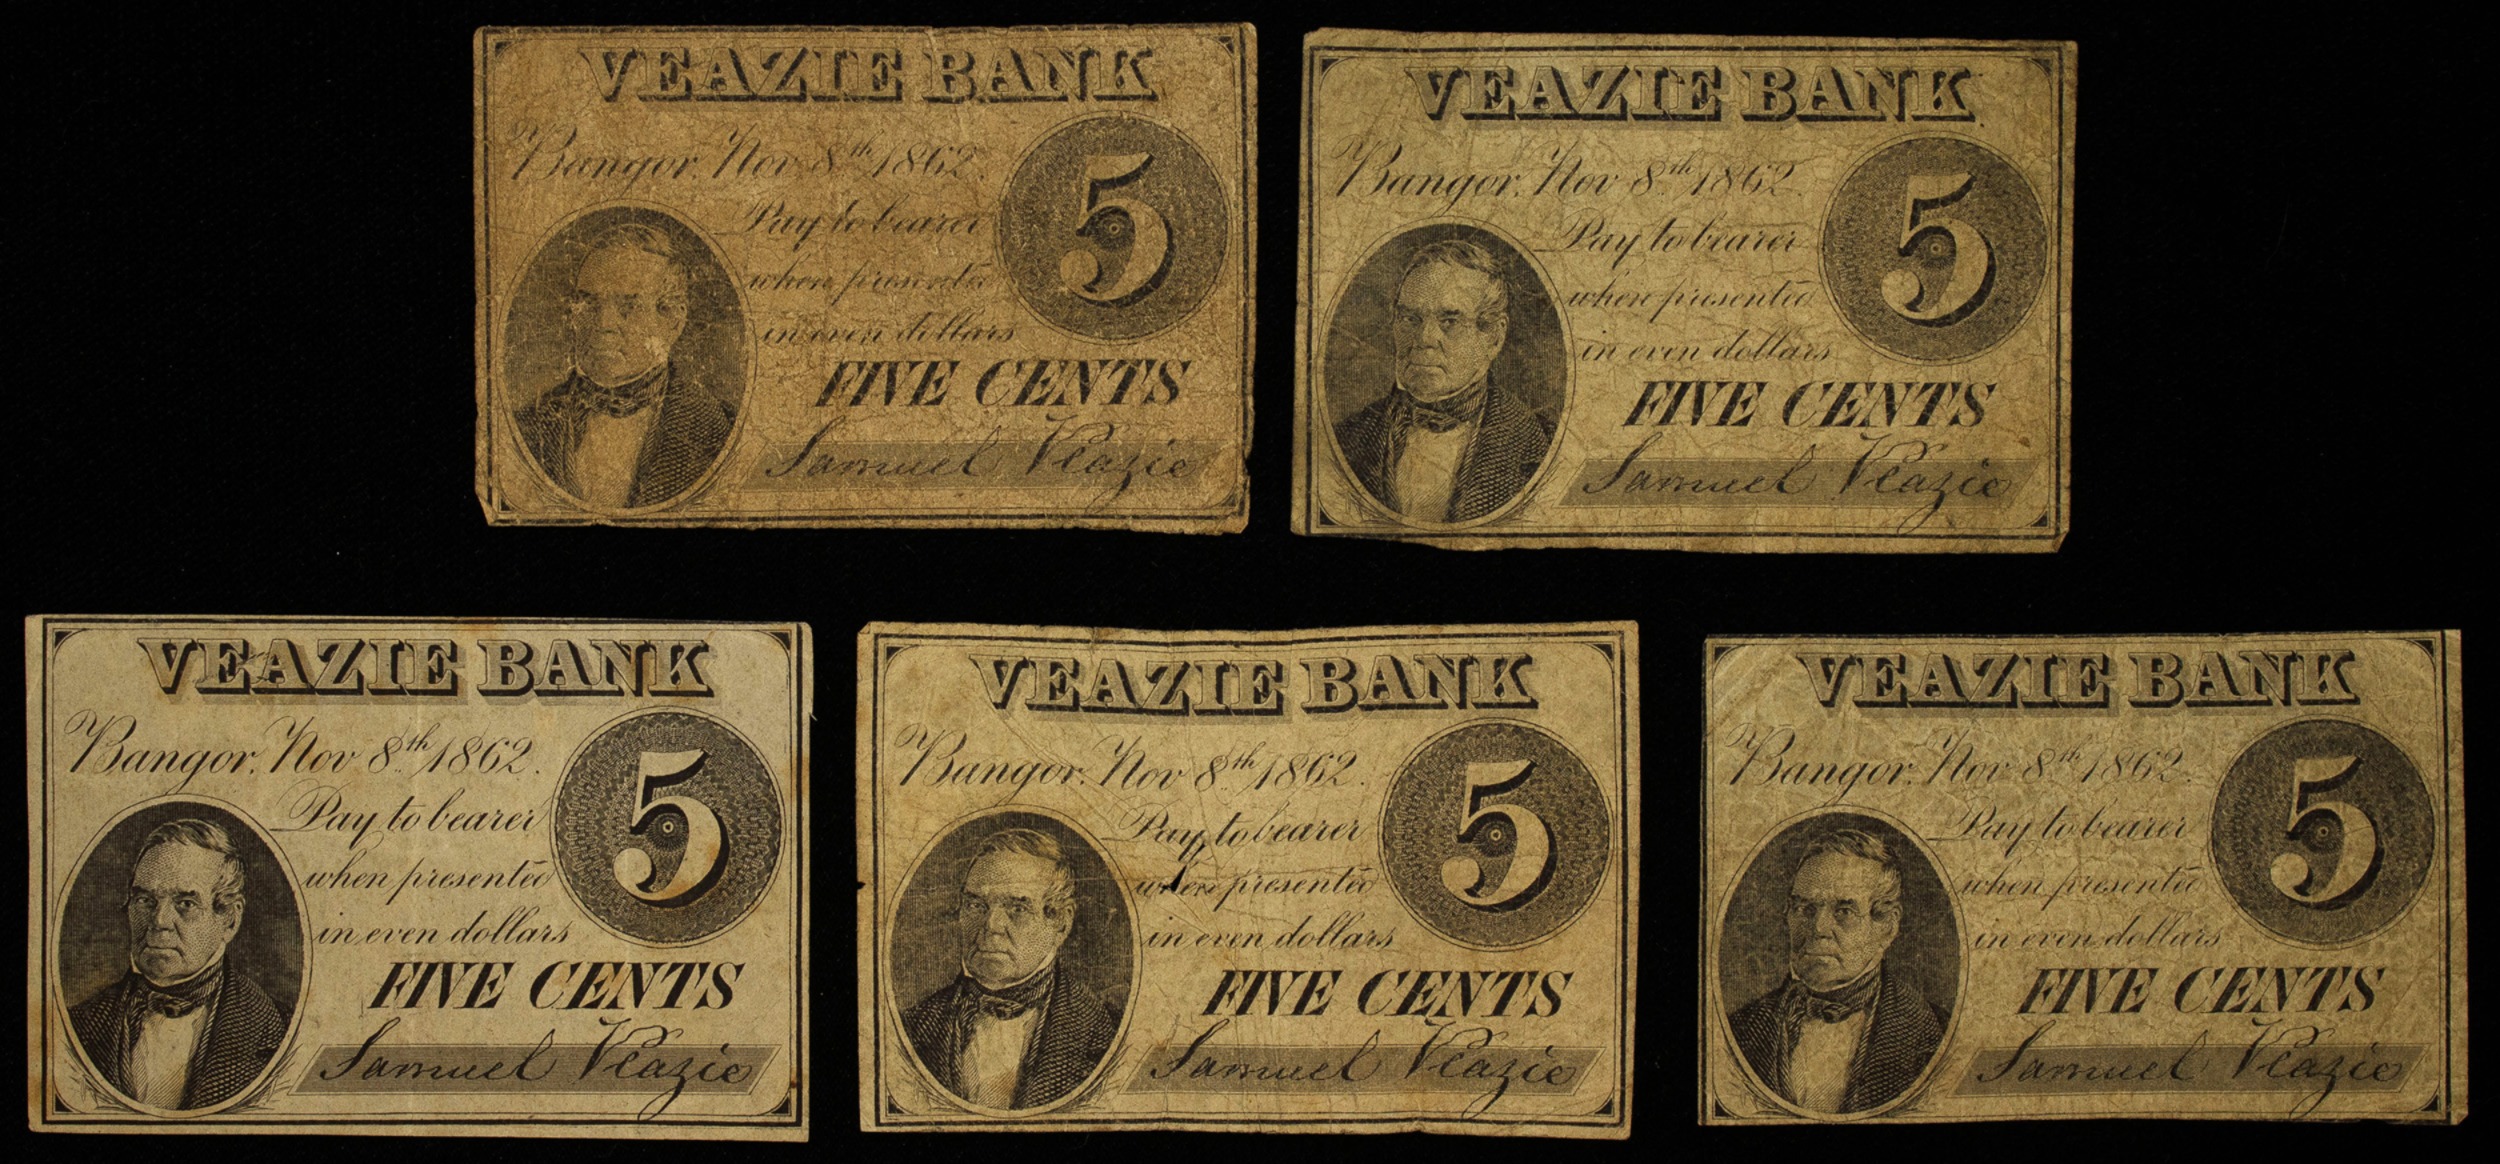 VEAZIE BANK
Bangor, Nov 8th 1862.
Pay to bearer
when presented
in even dollars
5
FIVE CENTS
Samuel Veazie
VEAZIE BANK
Bangor, Nov 8th 1862.
Pay to bearer
when presented
in even dollars
5
FIVE CENTS
Samuel Veazie
VEAZIE BANK
Bangor, Nov 8th 1862.
Pay to bearer
when presented
in even dollars
5
FIVE CENTS
Samuel Veazie
VEAZIE BANK
Bangor, Nov 8th 1862.
Pay to bearer
when presented
in even dollars
5
FIVE CENTS
Samuel Veazie
VEAZIE BANK
Bangor, Nov 8th 1862.
Pay to bearer
when presented
in even dollars
5
FIVE CENTS
Samuel Veazie